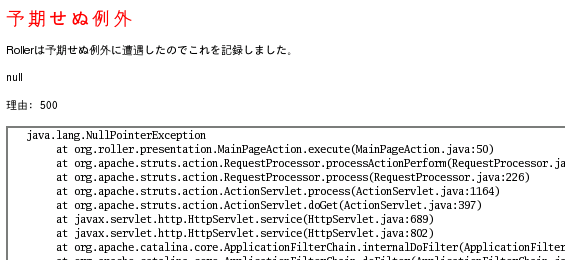 予期せぬ例外
Rollerは予期せぬ例外に遭遇したのでこれを記録しました。
null
理由: 500
java.lang.NullPointerException
at org.roller.presentation.MainPageAction.execute(MainPageAction.java:50)
at org.apache.struts.action.RequestProcessor.processActionPerform(RequestProcessor.ja
at org.apache.struts.action.RequestProcessor.process(RequestProcessor.java:226)
at org.apache.struts.action.ActionServlet.process(ActionServlet.java:1164)
at org.apache.struts.action.ActionServlet.doGet(ActionServlet.java:397)
at javax.servlet.http.HttpServlet.service(HttpServlet.java:689)
at javax.servlet.http.HttpServlet.service(HttpServlet.java:802)
at org.apache.catalina.core.ApplicationFilterChain.internalDoFilter(ApplicationFilter